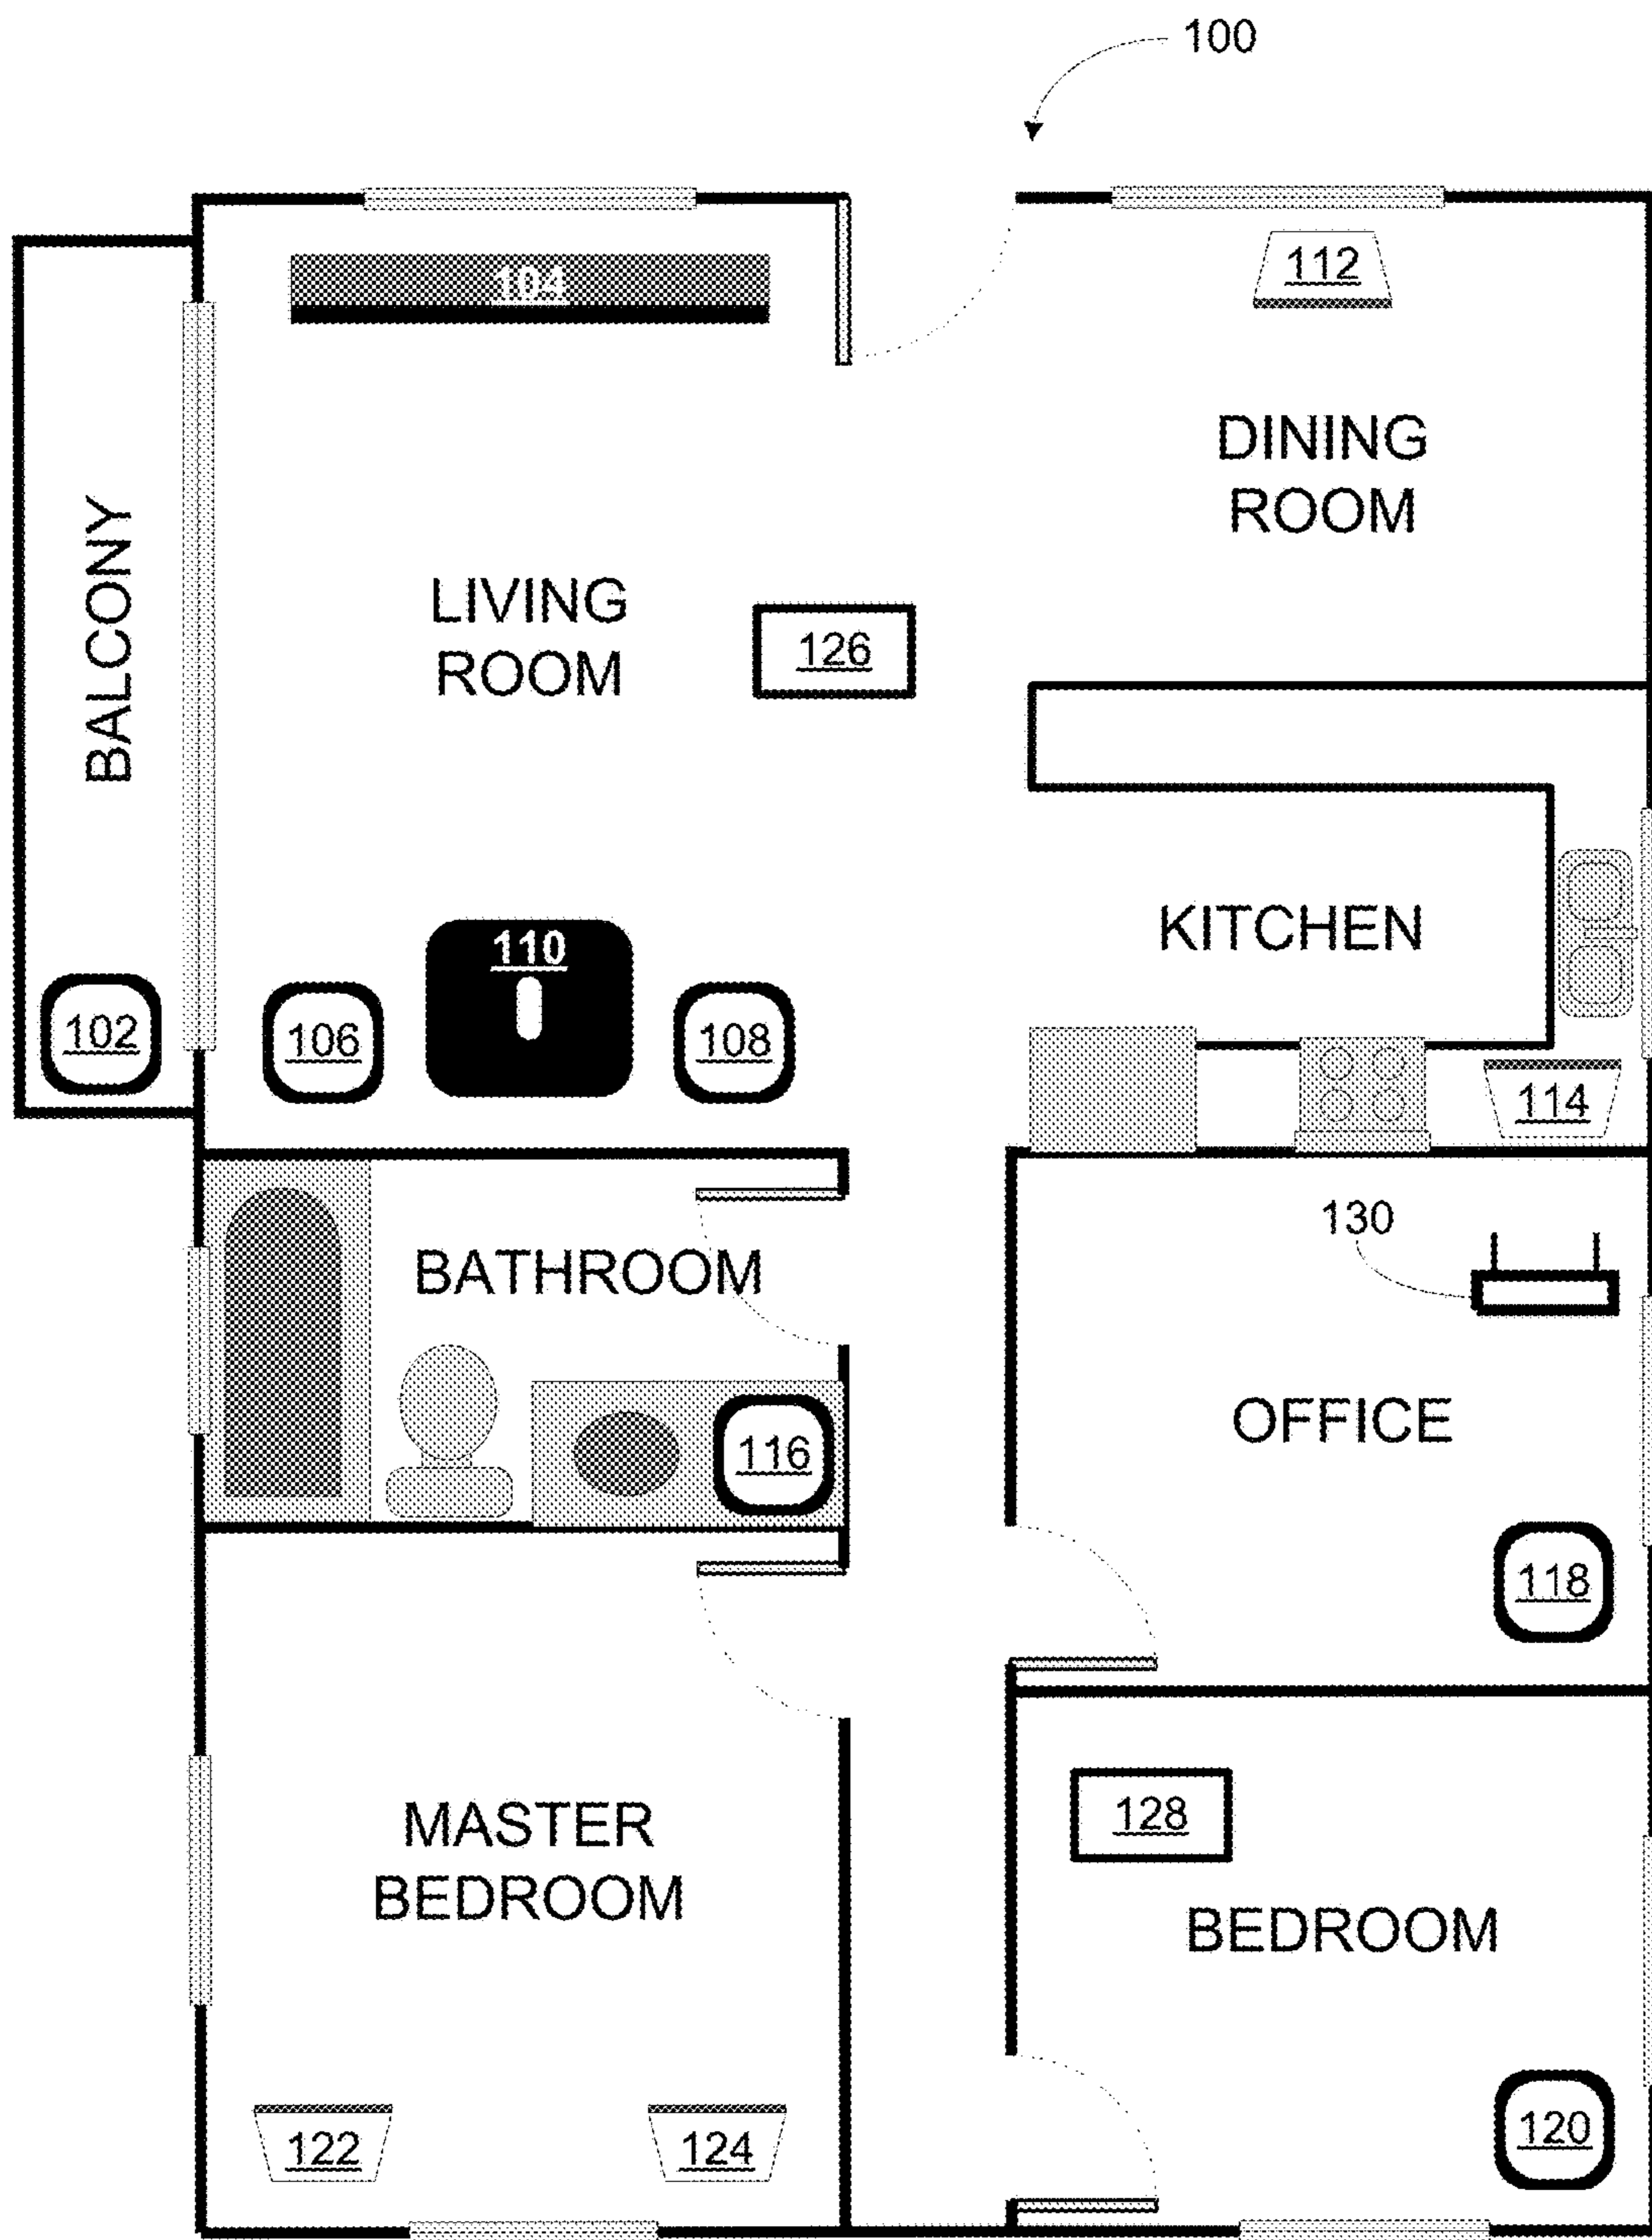 100
104
112
DINING
ROOM
BALCONY
LIVING
ROOM
126
KITCHEN
110
102
106
108
114
130
BATHROOM
OFFICE
116
118
128
MASTER
BEDROOM
BEDROOM
122
124
120